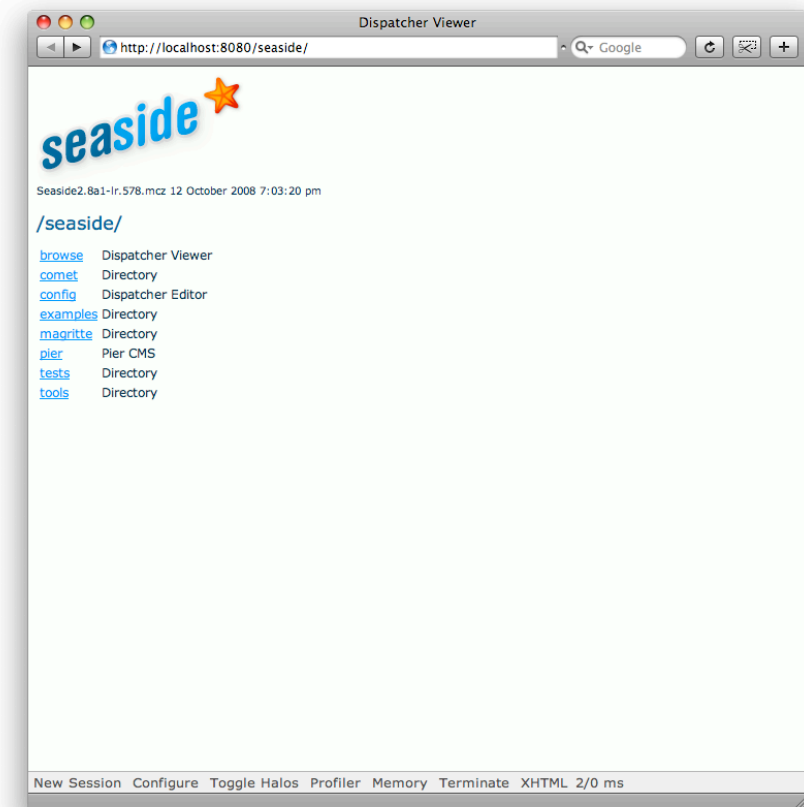 Dispatcher Viewer
http://localhost:8080/seaside/
Google
seaside
Seaside2.8a1-lr.578.mcz 12 October 2008 7:03:20 pm
/seaside/
browse Dispatcher Viewer
comet Directory
config Dispatcher Editor
examples Directory
magritte Directory
pier Pier CMS
tests Directory
tools Directory
New Session Configure Toggle Halos Profiler Memory Terminate XHTML 2/0 ms